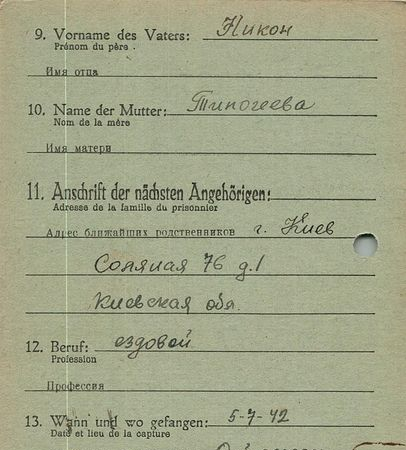 9. Vorname des Vaters: Никон
Prénom du père
Имя отца
10. Name der Mutter: Типогеева
Nom de la mére
Имя матери
11. Anschrift der nächsten Angehörigen:
Adresse de la famille du prisonnier
Адрес ближайших родственников г. Киев
Соляная 76 д.1
Киевская обл.
12. Beruf: ездовой
Profession
Профессия
13. Wann und wo gefangen: 5-7-42
Date et lieu de la capture